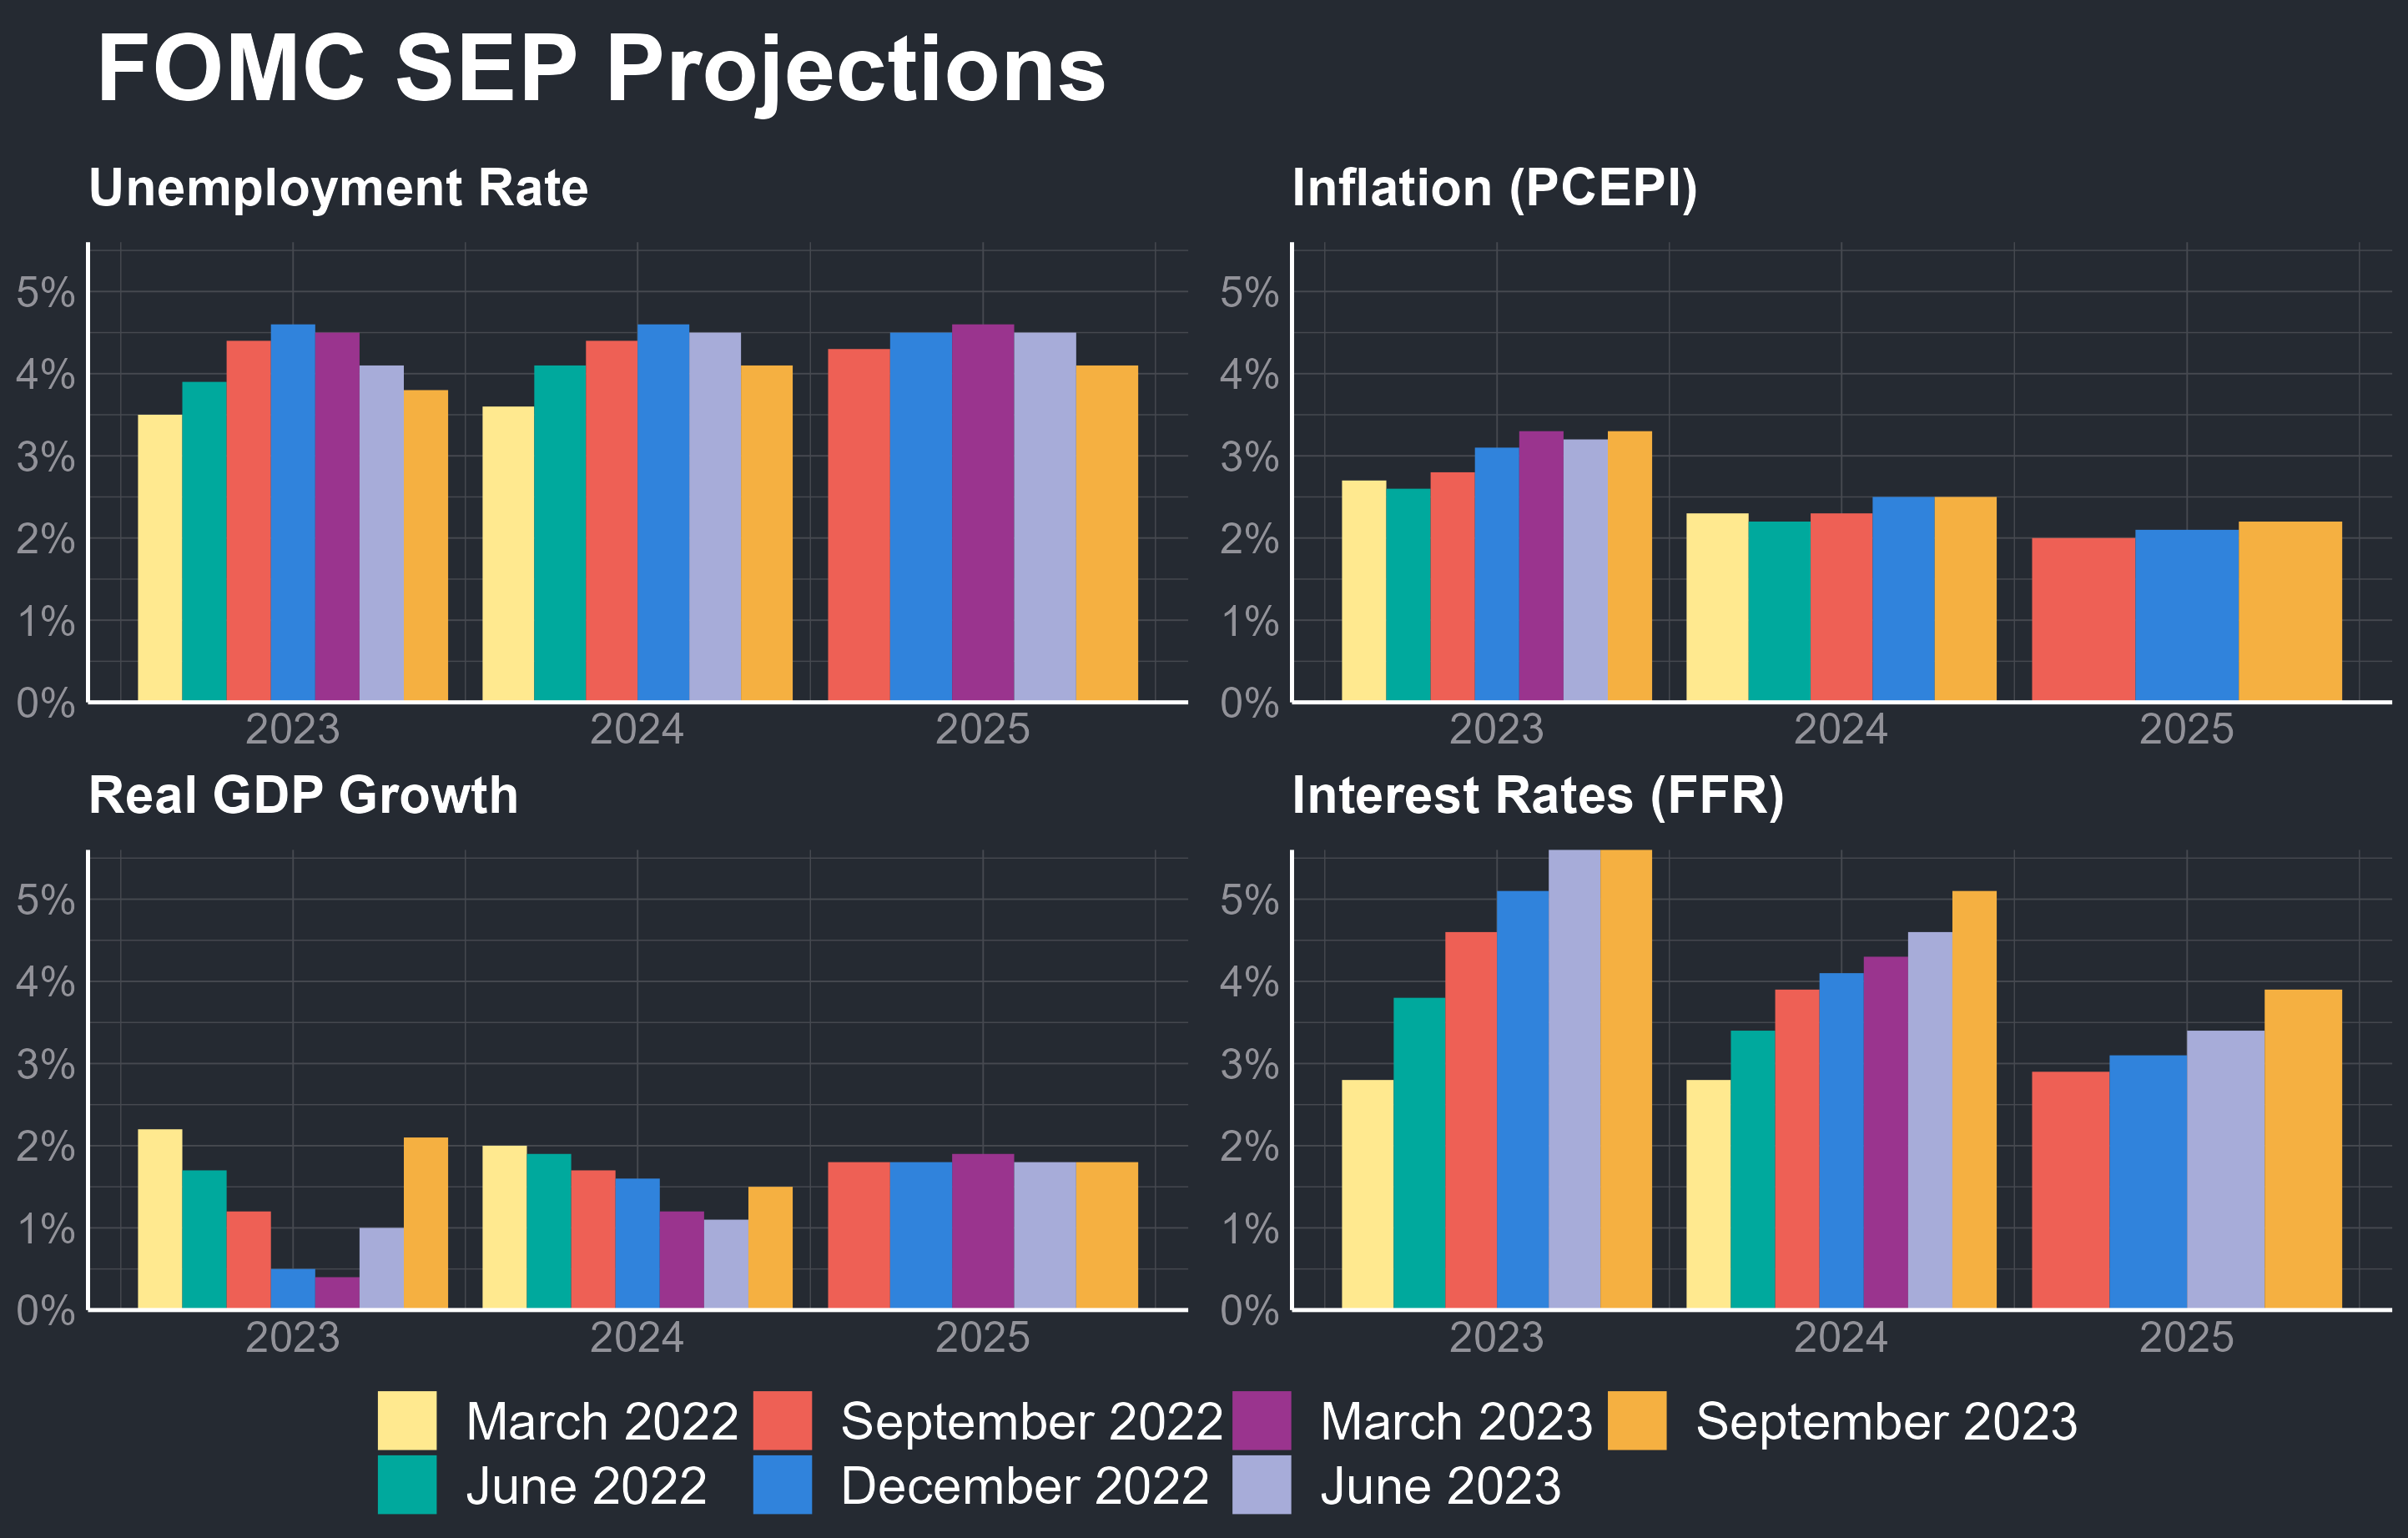 FOMC SEP Projections
Unemployment Rate
5%
4%
3%
2%
1%
0%
2023 2024 2025
Inflation (PCEPI)
5%
4%
3%
2%
1%
0%
2023 2024 2025
Real GDP Growth
5%
4%
3%
2%
1%
0%
2023 2024 2025
Interest Rates (FFR)
5%
4%
3%
2%
1%
0%
2023 2024 2025
March 2022 September 2022 March 2023 September 2023
June 2022 December 2022 June 2023